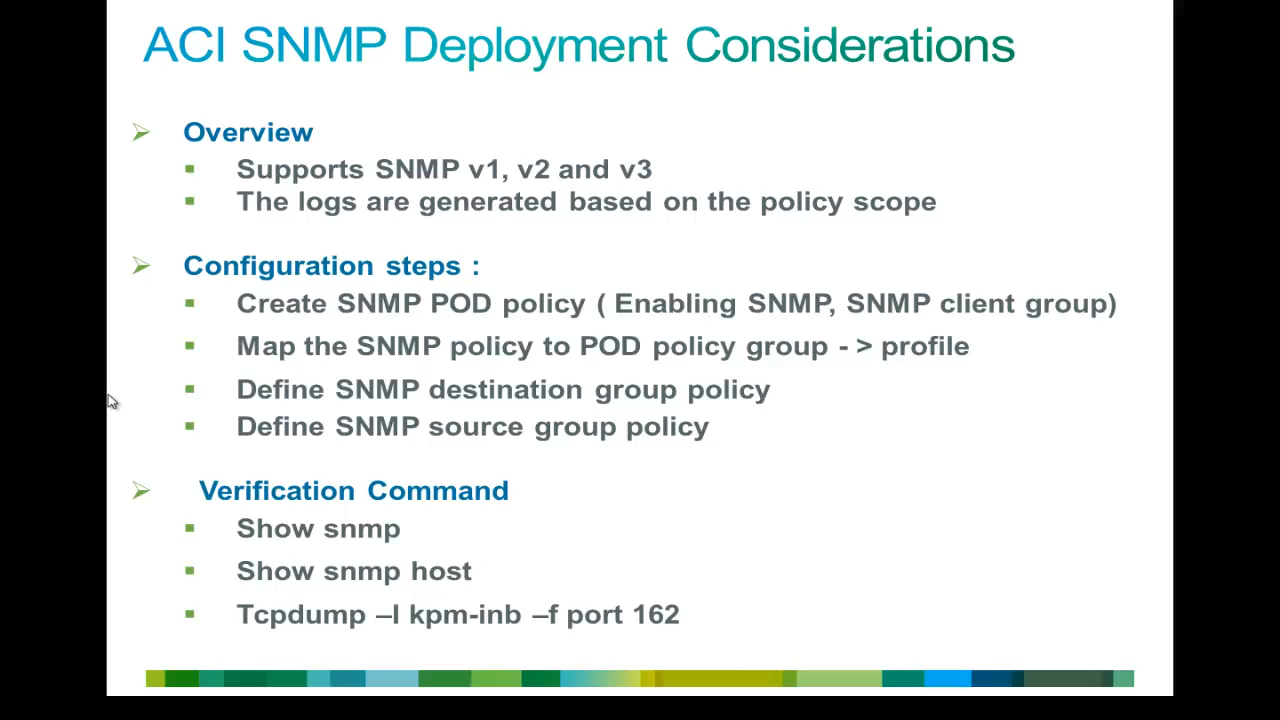 ACI SNMP Deployment Considerations
Overview
Supports SNMP v1, v2 and v3
The logs are generated based on the policy scope
Configuration steps :
Create SNMP POD policy ( Enabling SNMP, SNMP client group)
Map the SNMP policy to POD policy group - > profile
Define SNMP destination group policy
Define SNMP source group policy
Verification Command
Show snmp
Show snmp host
Tcpdump –I kpm-inb –f port 162